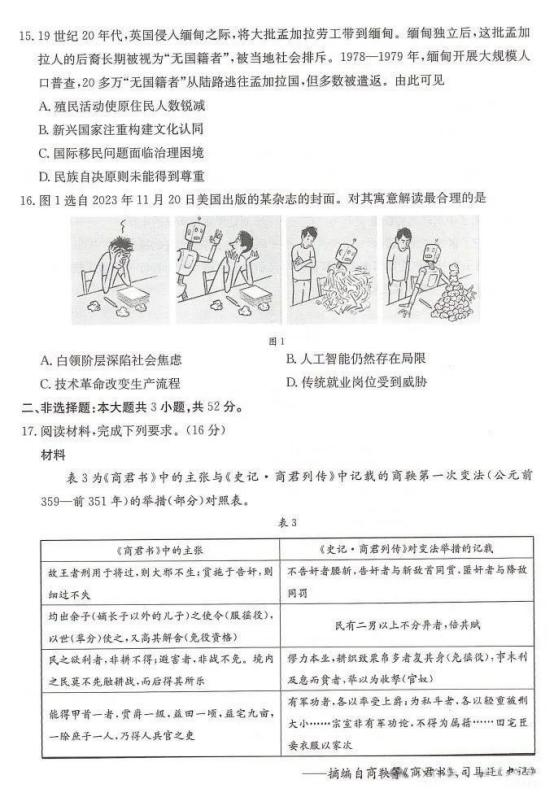 15. 19 世纪 20 年代,英国侵入缅甸之际,将大批孟加拉劳工带到缅甸。缅甸独立后,这批孟加
拉人的后裔长期被视为“无国籍者”,被当地社会排斥。1978—1979 年,缅甸开展大规模人
口普查,20 多万“无国籍者”从陆路逃往孟加拉国,但多数被遣返。由此可见
A. 殖民活动使原住民人数锐减
B. 新兴国家注重构建文化认同
C. 国际移民问题面临治理困境
D. 民族自决原则未能得到尊重
16. 图 1 选自 2023 年 11 月 20 日美国出版的某杂志的封面。对其寓意解读最合理的是
图 1
A. 白领阶层深陷社会焦虑
B. 人工智能仍然存在局限
C. 技术革命改变生产流程
D. 传统就业岗位受到威胁
二、非选择题:本大题共 3 小题,共 52 分。
17. 阅读材料,完成下列要求。(16 分)
材料
表 3 为《商君书》中的主张与《史记·商君列传》中记载的商鞅第一次变法(公元前
359—前 351 年)的举措(部分)对照表。
表 3
《商君书》中的主张
《史记·商君列传》对变法举措的记载
故王者刑用于将过,则大邪不生;赏施于告奸,则
细过不失
不告奸者腰斩,告奸者与斩敌首同赏,匿奸者与降敌
同罚
均出余子(嫡长子以外的儿子)之使令(服徭役),
以世(辈分)使之,又高其解舍(免役资格)
民有二男以上不分异者,倍其赋
民之欲利者,非耕不得;避害者,非战不免。境内
之民莫不先触耕战,而后得其所乐
僇力本业,耕织致粟帛多者复其身(免徭役),事末利
及怠而贫者,举以为收孥(官奴)
能得甲首一者,赏爵一级,益田一顷,益宅九亩,
一除庶子一人,乃得人兵官之吏
有军功者,各以率受上爵;为私斗者,各以轻重被刑
大小……宗室非有军功论,不得为属籍……田宅臣
妾衣服以家次
——摘编自商鞅等《商君书》、司马迁《史记》